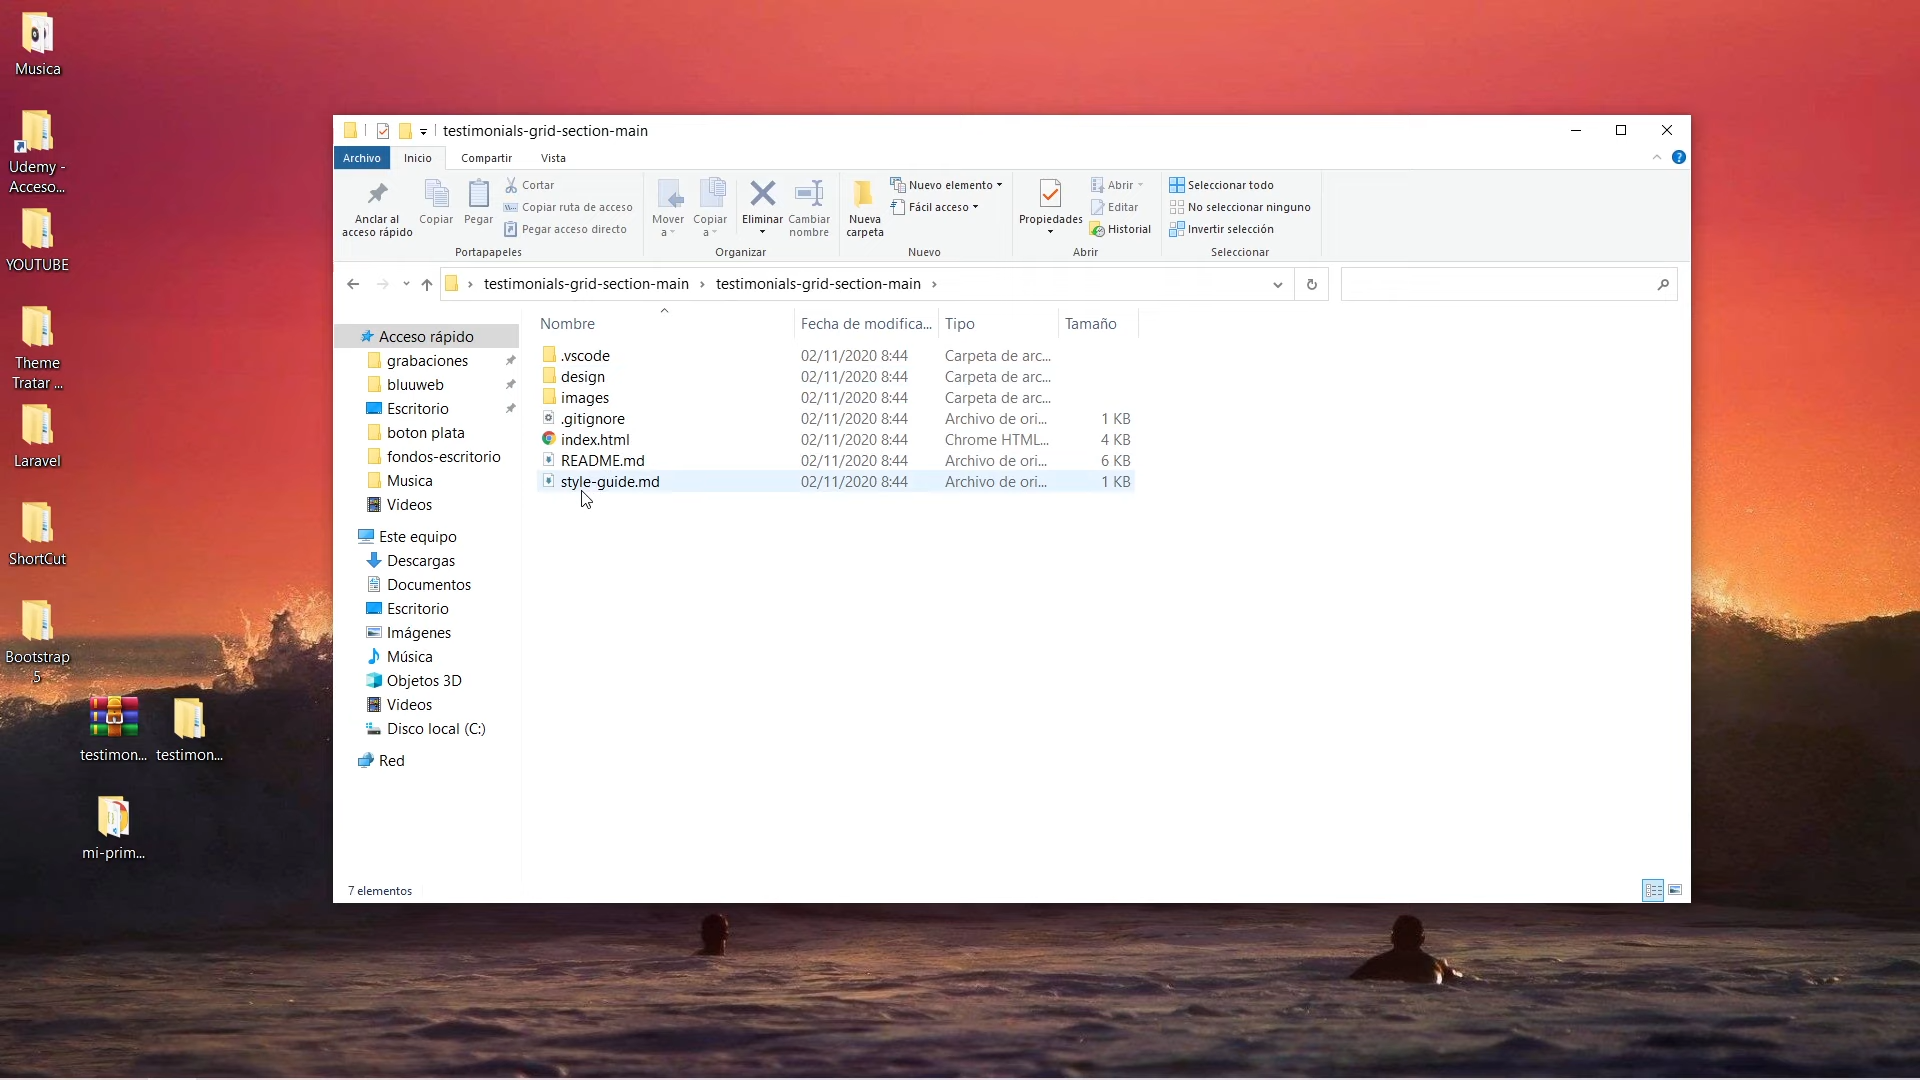 Musica
Udemy -
Acceso...
YOUTUBE
Theme
Tratar ...
Laravel
ShortCut
Bootstrap
5
testimon...
testimon...
mi-prim...
testimonials-grid-section-main
Archivo
Inicio
Compartir
Vista
Anclar al
acceso rápido
Copiar
Pegar
Cortar
Copiar ruta de acceso
Pegar acceso directo
Portapapeles
Mover
a
Copiar
a
Eliminar
Cambiar
nombre
Organizar
Nueva
carpeta
Nuevo elemento
Fácil acceso
Nuevo
Propiedades
Abrir
Editar
Historial
Abrir
Seleccionar todo
No seleccionar ninguno
Invertir selección
Seleccionar
testimonials-grid-section-main › testimonials-grid-section-main ›
Acceso rápido
grabaciones
bluuweb
Escritorio
boton plata
fondos-escritorio
Musica
Videos
Este equipo
Descargas
Documentos
Escritorio
Imágenes
Música
Objetos 3D
Videos
Disco local (C:)
Red
Nombre Fecha de modifica... Tipo Tamaño
.vscode 02/11/2020 8:44 Carpeta de arc...
design 02/11/2020 8:44 Carpeta de arc...
images 02/11/2020 8:44 Carpeta de arc...
.gitignore 02/11/2020 8:44 Archivo de ori... 1 KB
index.html 02/11/2020 8:44 Chrome HTML... 4 KB
README.md 02/11/2020 8:44 Archivo de ori... 6 KB
style-guide.md 02/11/2020 8:44 Archivo de ori... 1 KB
7 elementos